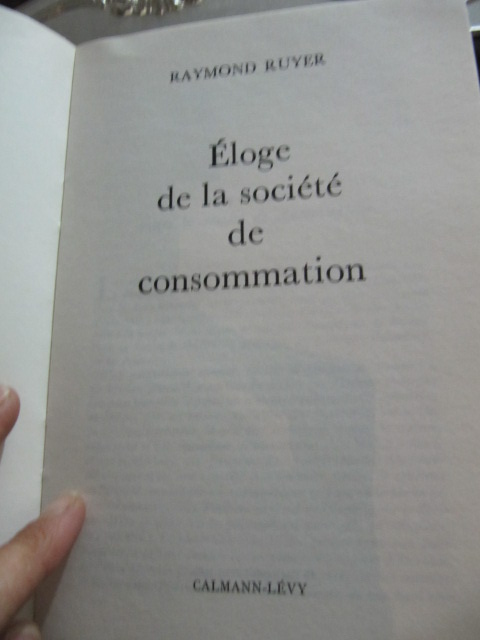 RAYMOND RUYER
Éloge
de la société
de
consommation
CALMANN-LÉVY